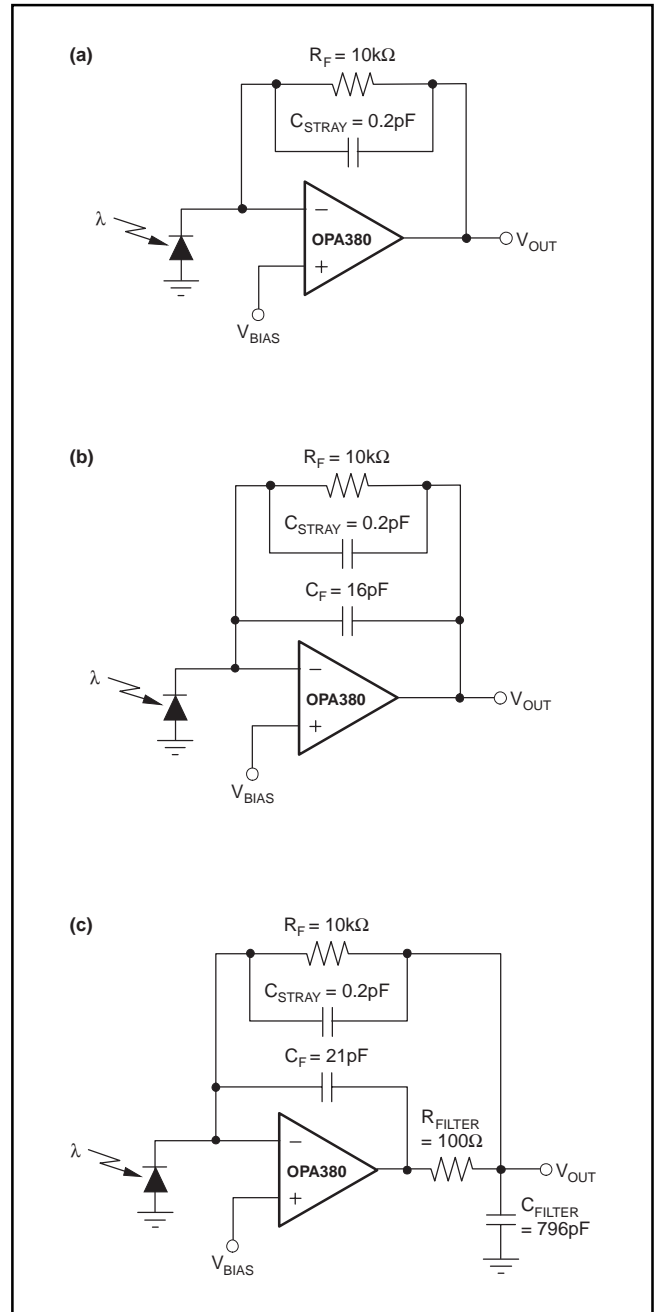 (a)
R_F = 10kΩ
C_STRAY = 0.2pF
λ
−
OPA380
+
V_OUT
V_BIAS
(b)
R_F = 10kΩ
C_STRAY = 0.2pF
C_F = 16pF
λ
−
OPA380
+
V_OUT
V_BIAS
(c)
R_F = 10kΩ
C_STRAY = 0.2pF
C_F = 21pF
R_FILTER
= 100Ω
λ
−
OPA380
+
V_OUT
C_FILTER
= 796pF
V_BIAS